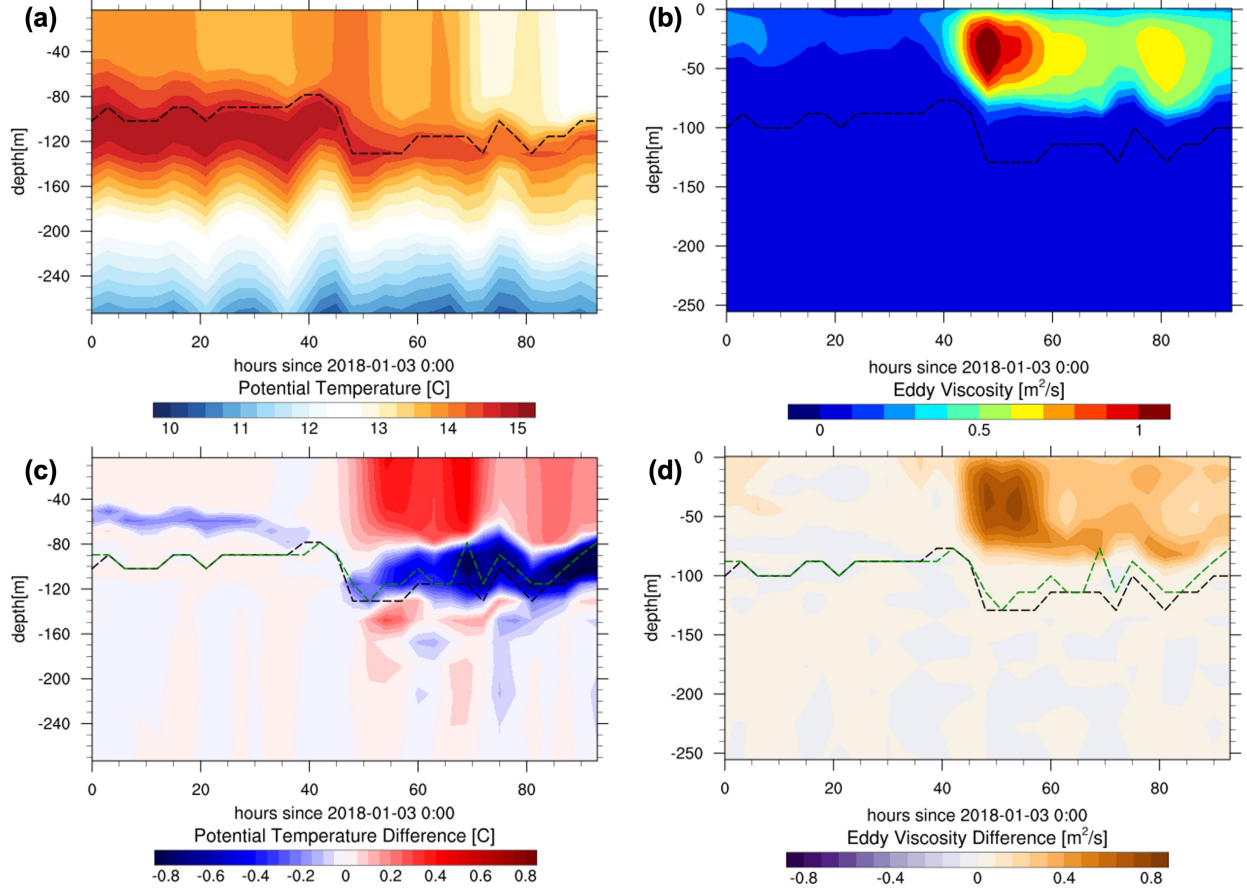 (a)
-40
-80
-120
-160
-200
-240
depth[m]
0 20 40 60 80
hours since 2018-01-03 0:00
Potential Temperature [C]
10 11 12 13 14 15
(b)
0
-50
-100
-150
-200
-250
depth[m]
0 20 40 60 80
hours since 2018-01-03 0:00
Eddy Viscosity [m²/s]
0 0.5 1
(c)
-40
-80
-120
-160
-200
-240
depth[m]
0 20 40 60 80
hours since 2018-01-03 0:00
Potential Temperature Difference [C]
-0.8 -0.6 -0.4 -0.2 0 0.2 0.4 0.6 0.8
(d)
0
-50
-100
-150
-200
-250
depth[m]
0 20 40 60 80
hours since 2018-01-03 0:00
Eddy Viscosity Difference [m²/s]
-0.8 -0.4 0 0.4 0.8